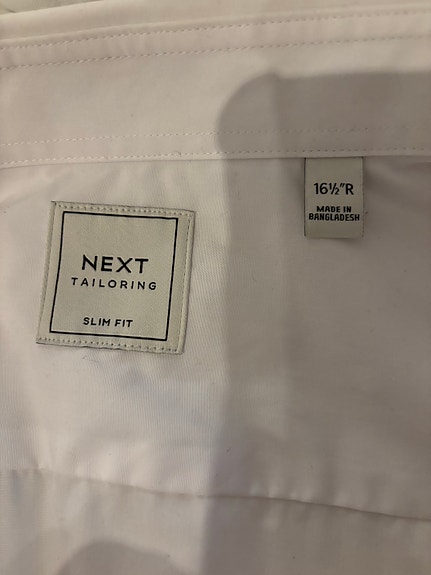 NEXT
TAILORING
SLIM FIT
16½"R
MADE IN
BANGLADESH